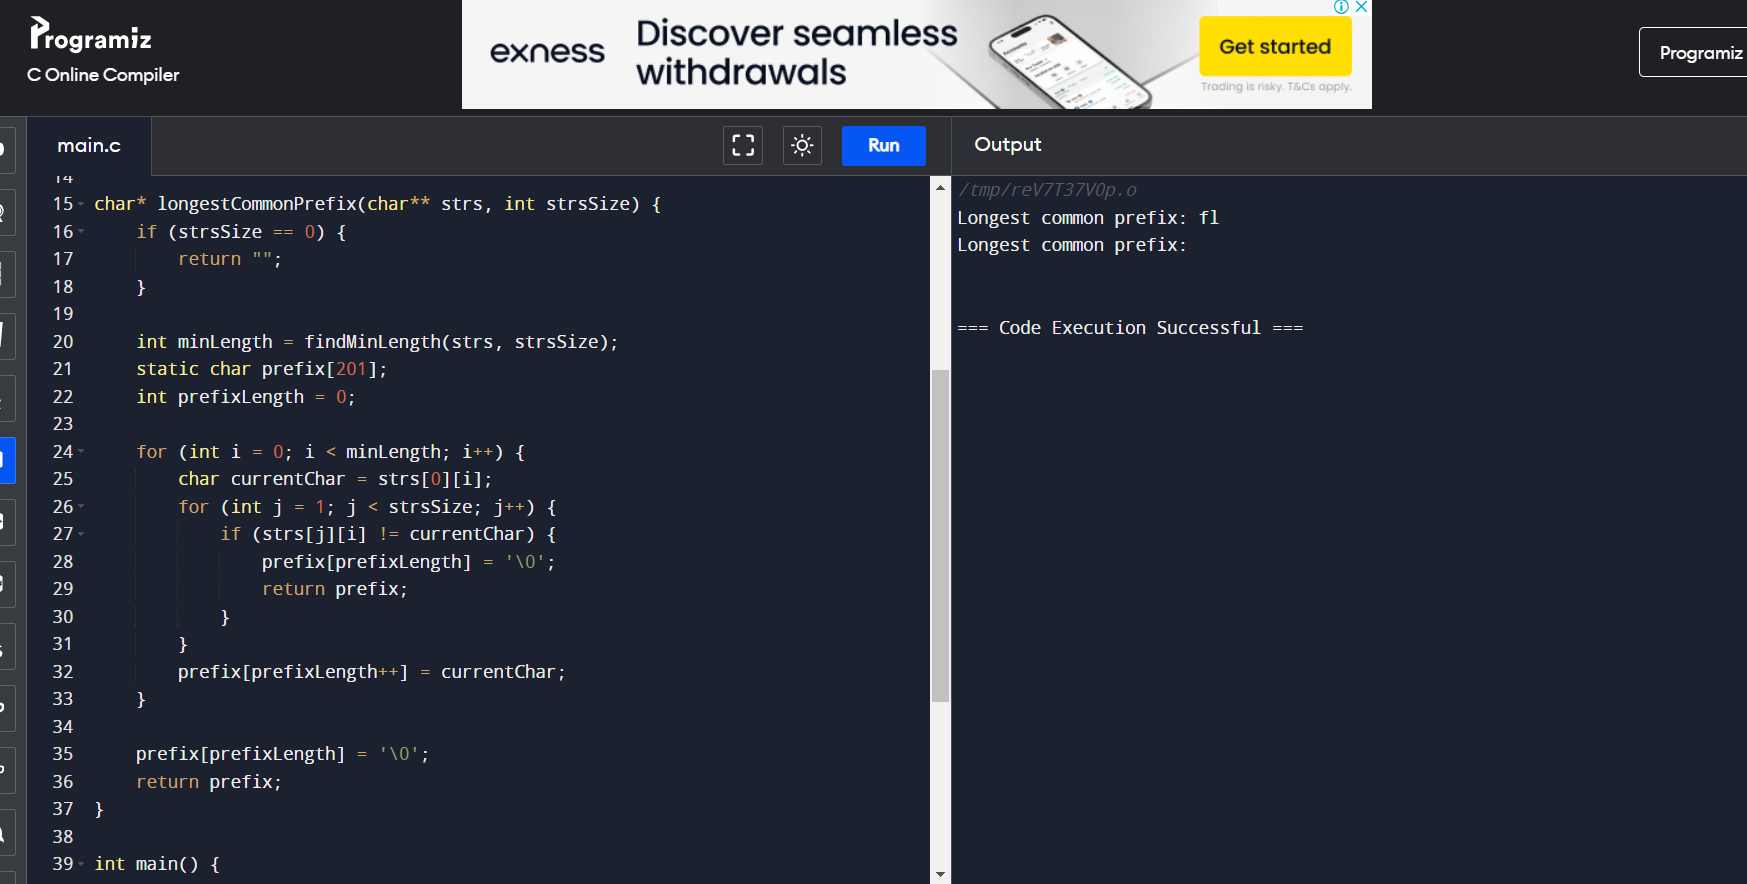 Programiz
C Online Compiler
exness
Discover seamless
withdrawals
Get started
Trading is risky. T&Cs apply.
Programiz
main.c
Run
Output
14
15 char* longestCommonPrefix(char** strs, int strsSize) {
16     if (strsSize == 0) {
17         return "";
18     }
19
20     int minLength = findMinLength(strs, strsSize);
21     static char prefix[201];
22     int prefixLength = 0;
23
24     for (int i = 0; i < minLength; i++) {
25         char currentChar = strs[0][i];
26         for (int j = 1; j < strsSize; j++) {
27             if (strs[j][i] != currentChar) {
28                 prefix[prefixLength] = '\0';
29                 return prefix;
30             }
31         }
32         prefix[prefixLength++] = currentChar;
33     }
34
35     prefix[prefixLength] = '\0';
36     return prefix;
37 }
38
39 int main() {
/tmp/reV7T37VOp.o
Longest common prefix: fl
Longest common prefix:
=== Code Execution Successful ===